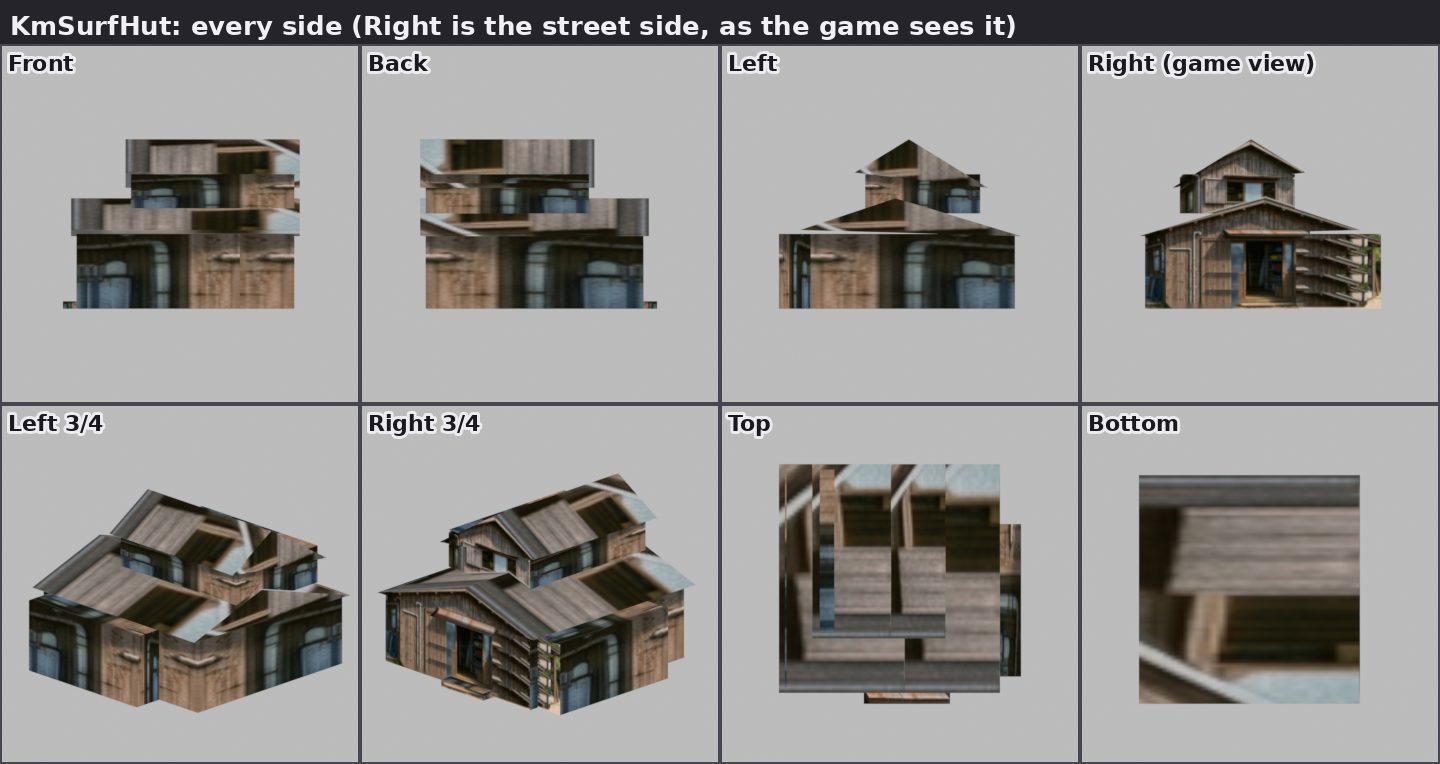 KmSurfHut: every side (Right is the street side, as the game sees it)
Front
Back
Left
Right (game view)
Left 3/4
Right 3/4
Top
Bottom